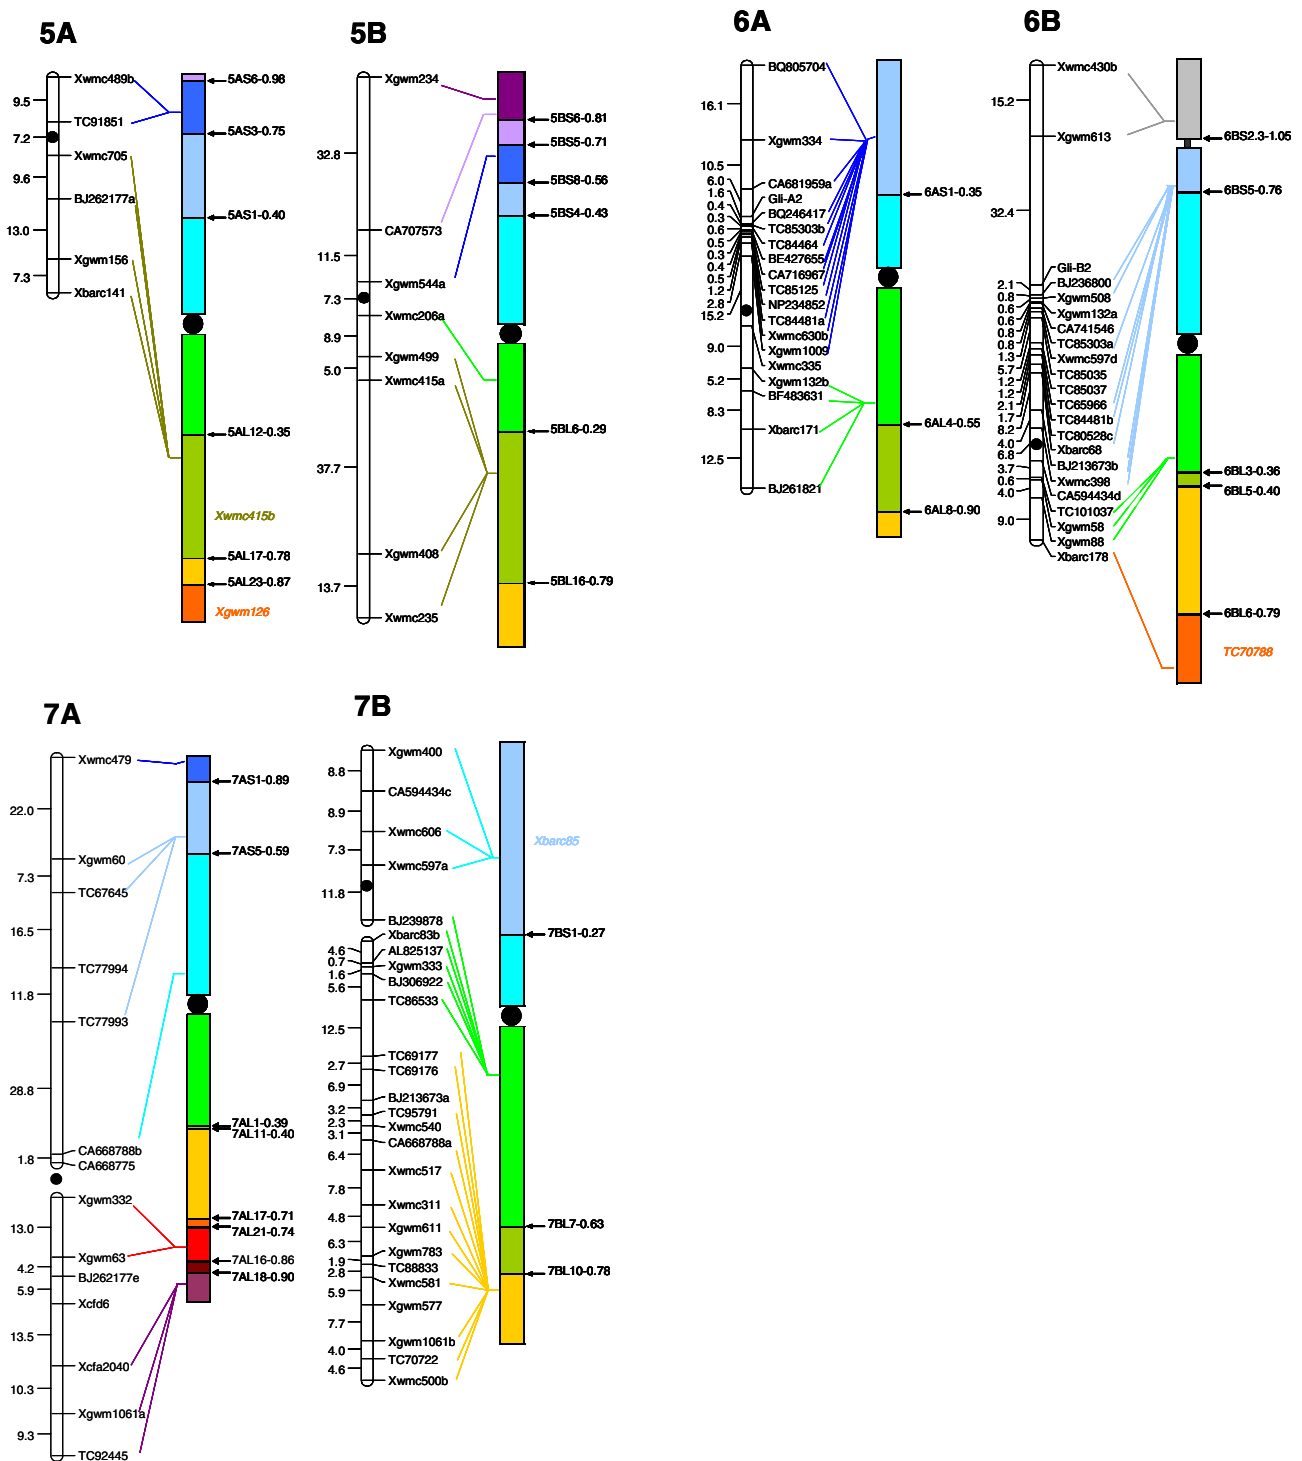 5A
Xwmc489b
9.5
TC91851
7.2
Xwmc705
9.6
BJ262177a
13.0
Xgwm156
7.3
Xbarc141
5AS6-0.98
5AS3-0.75
5AS1-0.40
5AL12-0.35
Xwmc415b
5AL17-0.78
5AL23-0.87
Xgwm126
5B
Xgwm234
32.8
CA707573
11.5
Xgwm544a
7.3
Xwmc206a
8.9
Xgwm499
5.0
Xwmc415a
37.7
Xgwm408
13.7
Xwmc235
5BS6-0.81
5BS5-0.71
5BS8-0.56
5BS4-0.43
5BL6-0.29
5BL16-0.79
6A
BQ805704
16.1
Xgwm334
10.5
CA681959a
6.0
Gli-A2
1.6
BQ246417
0.4
TC85303b
0.3
TC84464
0.6
BE427655
0.5
CA716967
0.3
TC85125
0.4
NP234852
0.5
TC84481a
1.2
Xwmc630b
2.8
Xgwm1009
15.2
Xwmc335
9.0
Xgwm132b
5.2
BF483631
8.3
Xbarc171
12.5
BJ261821
6AS1-0.35
6AL4-0.55
6AL8-0.90
6B
Xwmc430b
15.2
Xgwm613
32.4
Gli-B2
2.1
BJ236800
0.8
Xgwm508
0.6
Xgwm132a
0.6
CA741546
0.8
TC85303a
0.8
Xwmc597d
1.3
TC85035
5.7
TC85037
1.2
TC65966
1.2
TC84481b
2.1
TC80528c
1.7
Xbarc68
8.2
BJ213673b
4.0
Xwmc398
6.8
CA594434d
3.7
TC101037
0.6
Xgwm58
4.0
Xgwm88
9.0
Xbarc178
6BS2.3-1.05
6BS5-0.76
6BL3-0.36
6BL5-0.40
6BL6-0.79
TC70788
7A
Xwmc479
22.0
Xgwm60
7.3
TC67645
16.5
TC77994
11.8
TC77993
28.8
CA668788b
1.8
CA668775
Xgwm332
13.0
Xgwm63
4.2
BJ262177e
5.9
Xcfd6
13.5
Xcfa2040
10.3
Xgwm1061a
9.3
TC92445
7AS1-0.89
7AS5-0.59
7AL1-0.39
7AL11-0.40
7AL17-0.71
7AL21-0.74
7AL16-0.86
7AL18-0.90
7B
Xgwm400
8.8
CA594434c
8.9
Xwmc606
7.3
Xwmc597a
11.8
BJ239878
Xbarc83b
4.6
AL825137
0.7
Xgwm333
1.6
BJ306922
5.6
TC86533
12.5
TC69177
2.7
TC69176
6.9
BJ213673a
3.2
TC95791
2.3
Xwmc540
3.1
CA668788a
6.4
Xwmc517
7.8
Xwmc311
4.8
Xgwm611
6.3
Xgwm783
1.9
TC88833
2.8
Xwmc581
5.9
Xgwm577
7.7
Xgwm1061b
4.0
TC70722
4.6
Xwmc500b
Xbarc85
7BS1-0.27
7BL7-0.63
7BL10-0.78